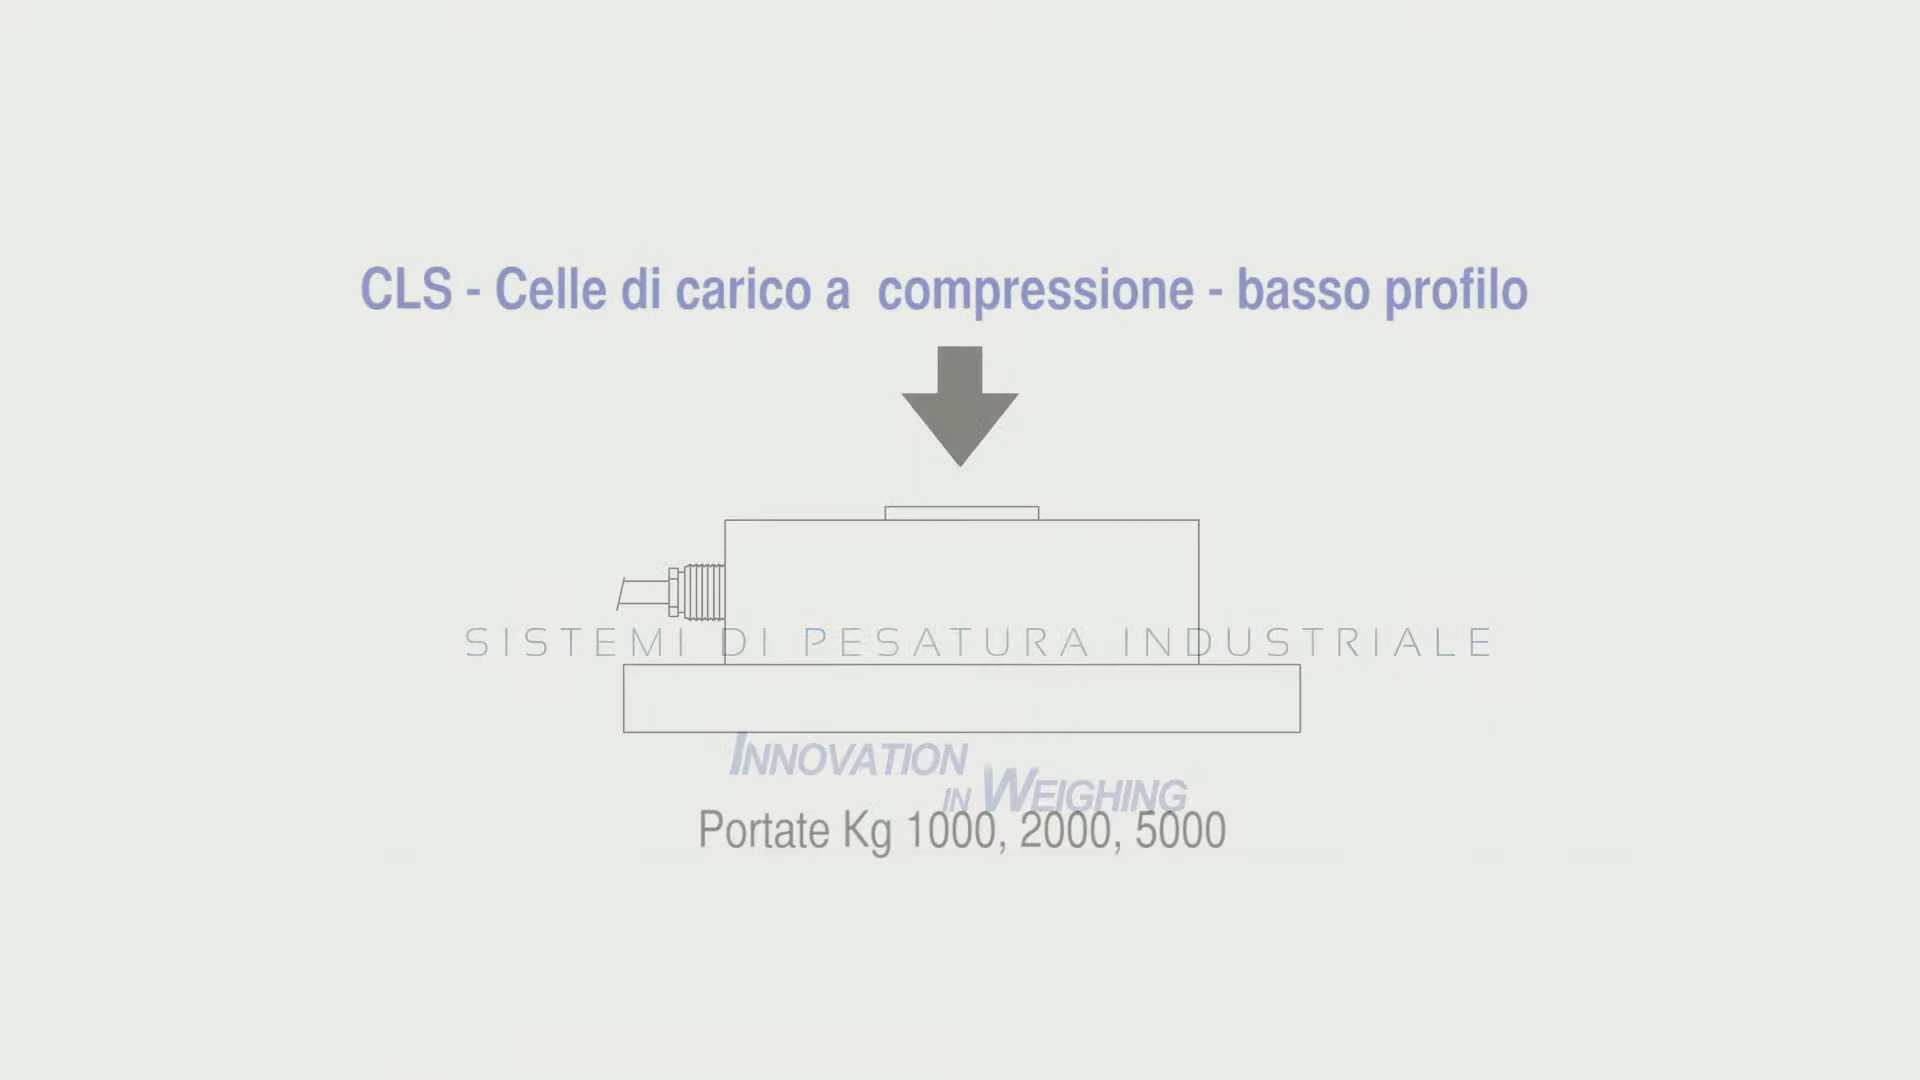 CLS - Celle di carico a  compressione - basso profilo
SISTEMI DI PESATURA INDUSTRIALE
INNOVATION
IN WEIGHING
Portate Kg 1000, 2000, 5000